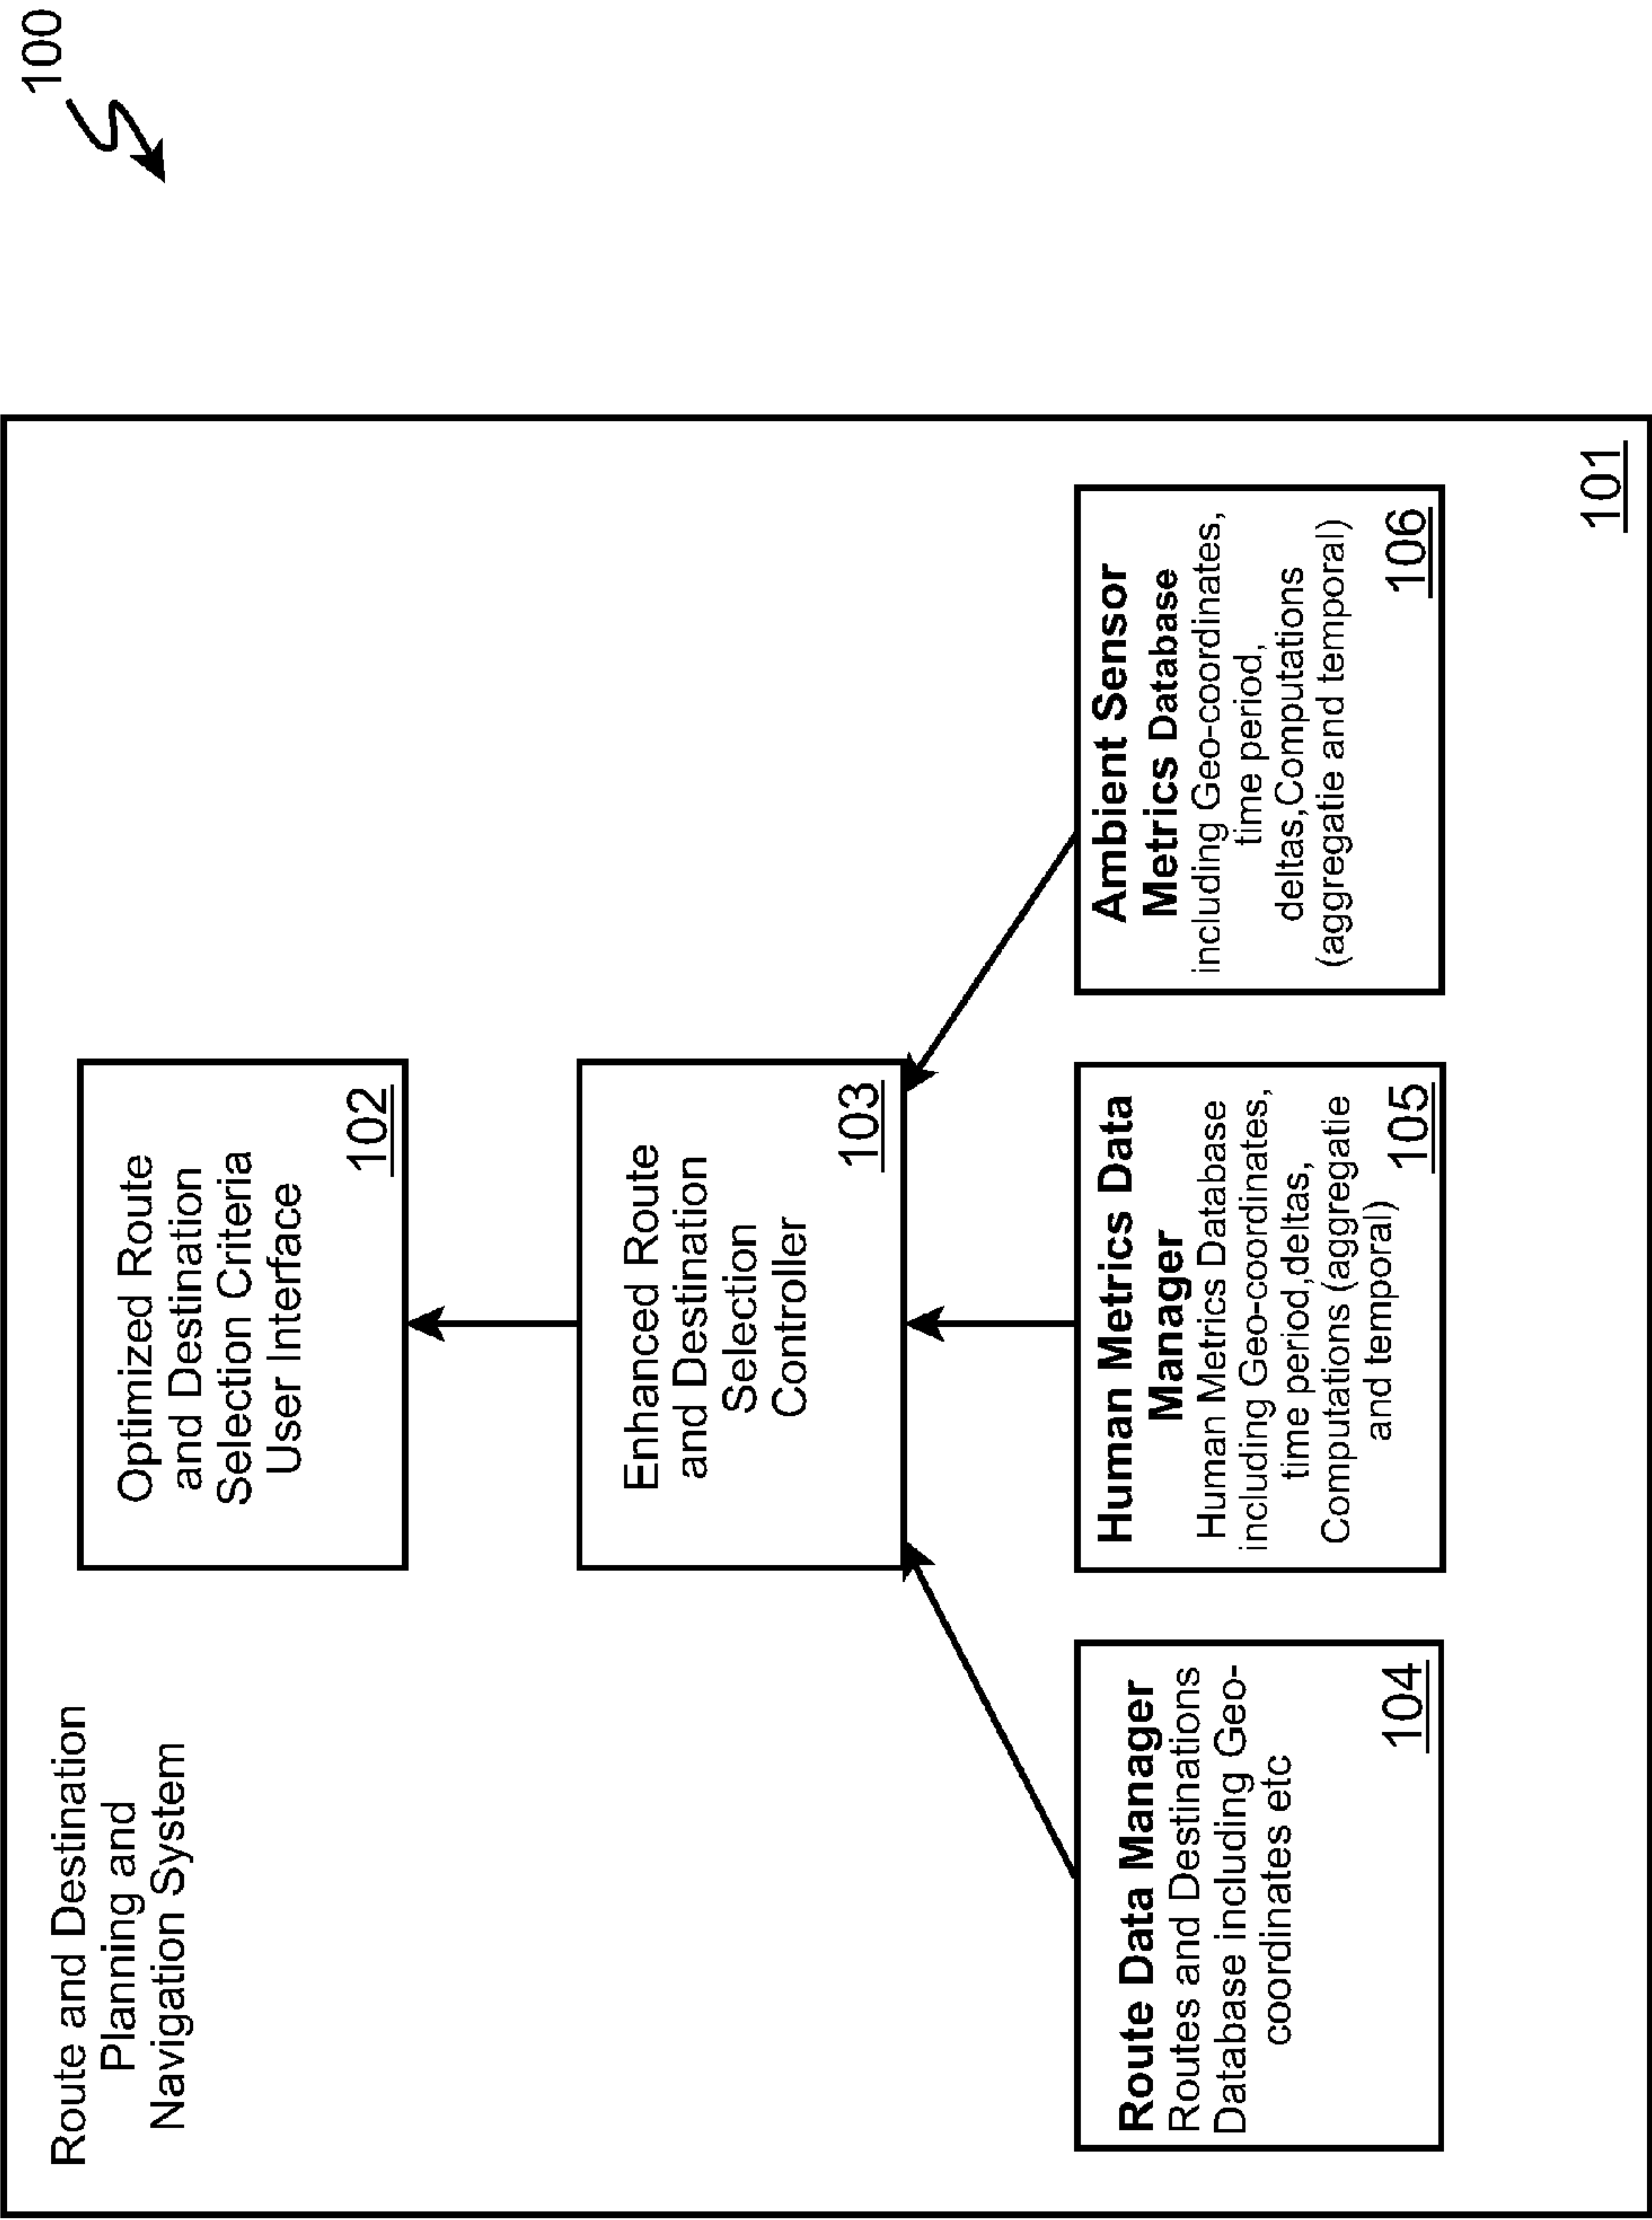 100
Route and Destination
Planning and
Navigation System
Optimized Route
and Destination
Selection Criteria
User Interface
102
Enhanced Route
and Destination
Selection
Controller
103
Route Data Manager
Routes and Destinations
Database including Geo-
coordinates etc
104
Human Metrics Data
Manager
Human Metrics Database
including Geo-coordinates,
time period,deltas,
Computations (aggregatie
and temporal)
105
Ambient Sensor
Metrics Database
including Geo-coordinates,
time period,
deltas,Computations
(aggregatie and temporal)
106
101